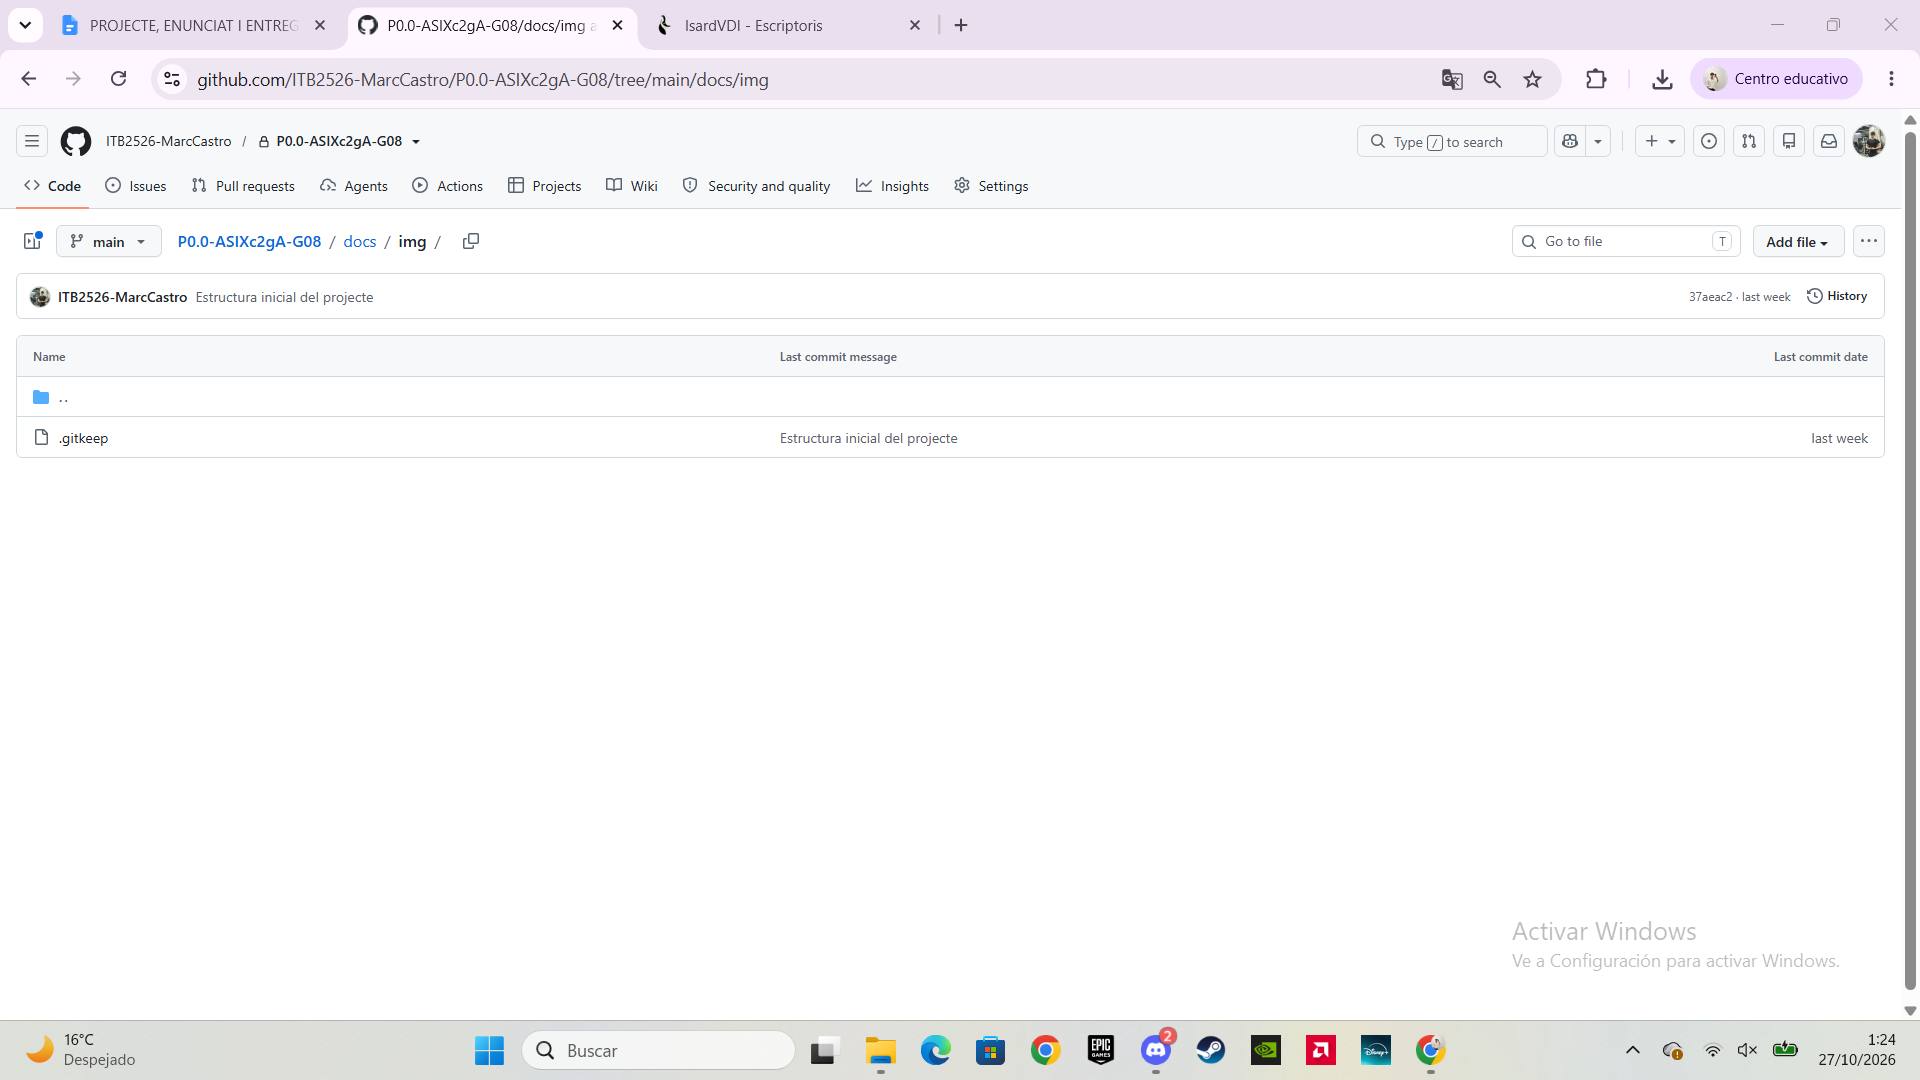 PROJECTE, ENUNCIAT I ENTREG
P0.0-ASIXc2gA-G08/docs/img a
IsardVDI - Escriptoris
github.com/ITB2526-MarcCastro/P0.0-ASIXc2gA-G08/tree/main/docs/img
Centro educativo
ITB2526-MarcCastro / P0.0-ASIXc2gA-G08
Type / to search
Code
Issues
Pull requests
Agents
Actions
Projects
Wiki
Security and quality
Insights
Settings
main
P0.0-ASIXc2gA-G08 / docs / img /
Go to file
T
Add file
ITB2526-MarcCastro Estructura inicial del projecte
37aeac2 · last week
History
Name
Last commit message
Last commit date
..
.gitkeep
Estructura inicial del projecte
last week
Activar Windows
Ve a Configuración para activar Windows.
16°C
Despejado
Buscar
EPIC GAMES
2
Disney+
1:24
27/10/2026